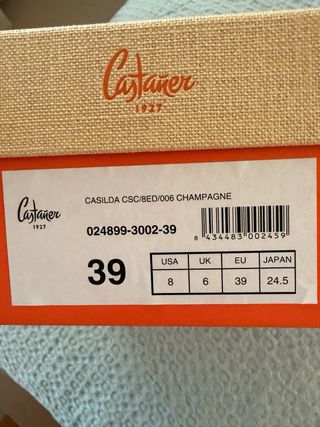 Castañer
1927
CASILDA CSC/8ED/006 CHAMPAGNE
Castañer
1927
024899-3002-39
8 434483 002459
39
USA UK EU JAPAN
8 6 39 24.5